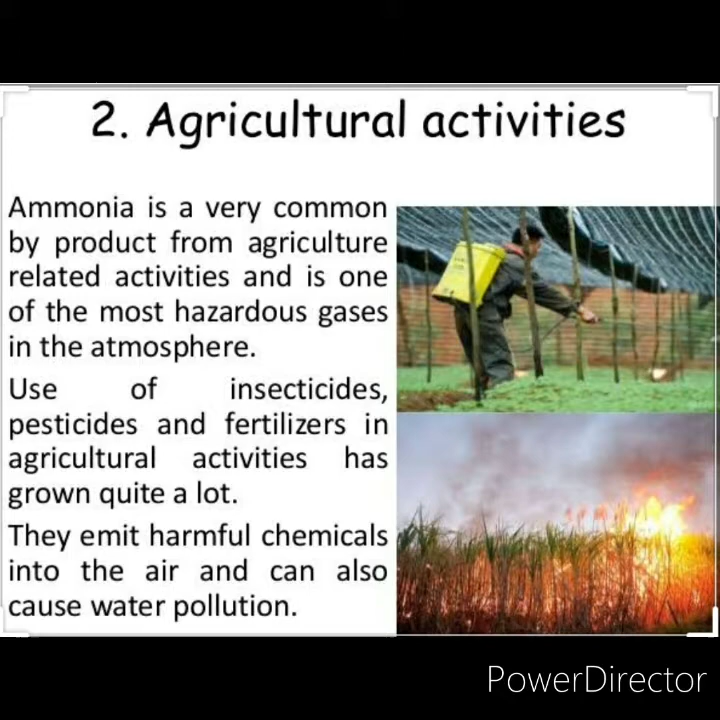 2. Agricultural activities
Ammonia is a very common
by product from agriculture
related activities and is one
of the most hazardous gases
in the atmosphere.
Use of insecticides,
pesticides and fertilizers in
agricultural activities has
grown quite a lot.
They emit harmful chemicals
into the air and can also
cause water pollution.
PowerDirector